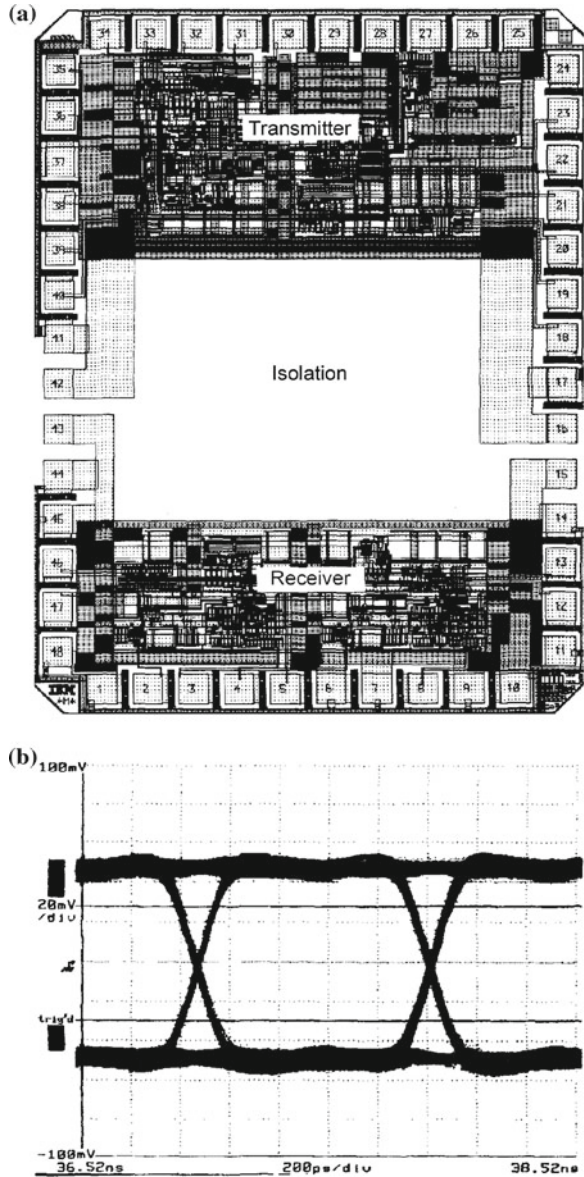 (a)
34 33 32 31 30 29 28 27 26 25
35 24
36 23
37 22
Transmitter
38 21
39 20
40 19
41 18
42 17
Isolation
43 16
44 15
45 14
46 13
Receiver
47 12
48 11
1 2 3 4 5 6 7 8 9 10
IBM
(b)
100mV
20mV
/div
trig'd
-100mV
36.52ns 200ps/div 38.52ns